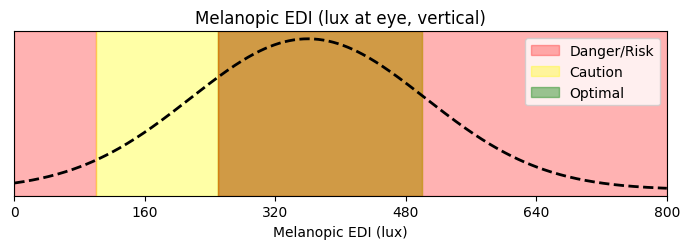 Melanopic EDI (lux at eye, vertical)
Danger/Risk
Caution
Optimal
0 160 320 480 640 800
Melanopic EDI (lux)